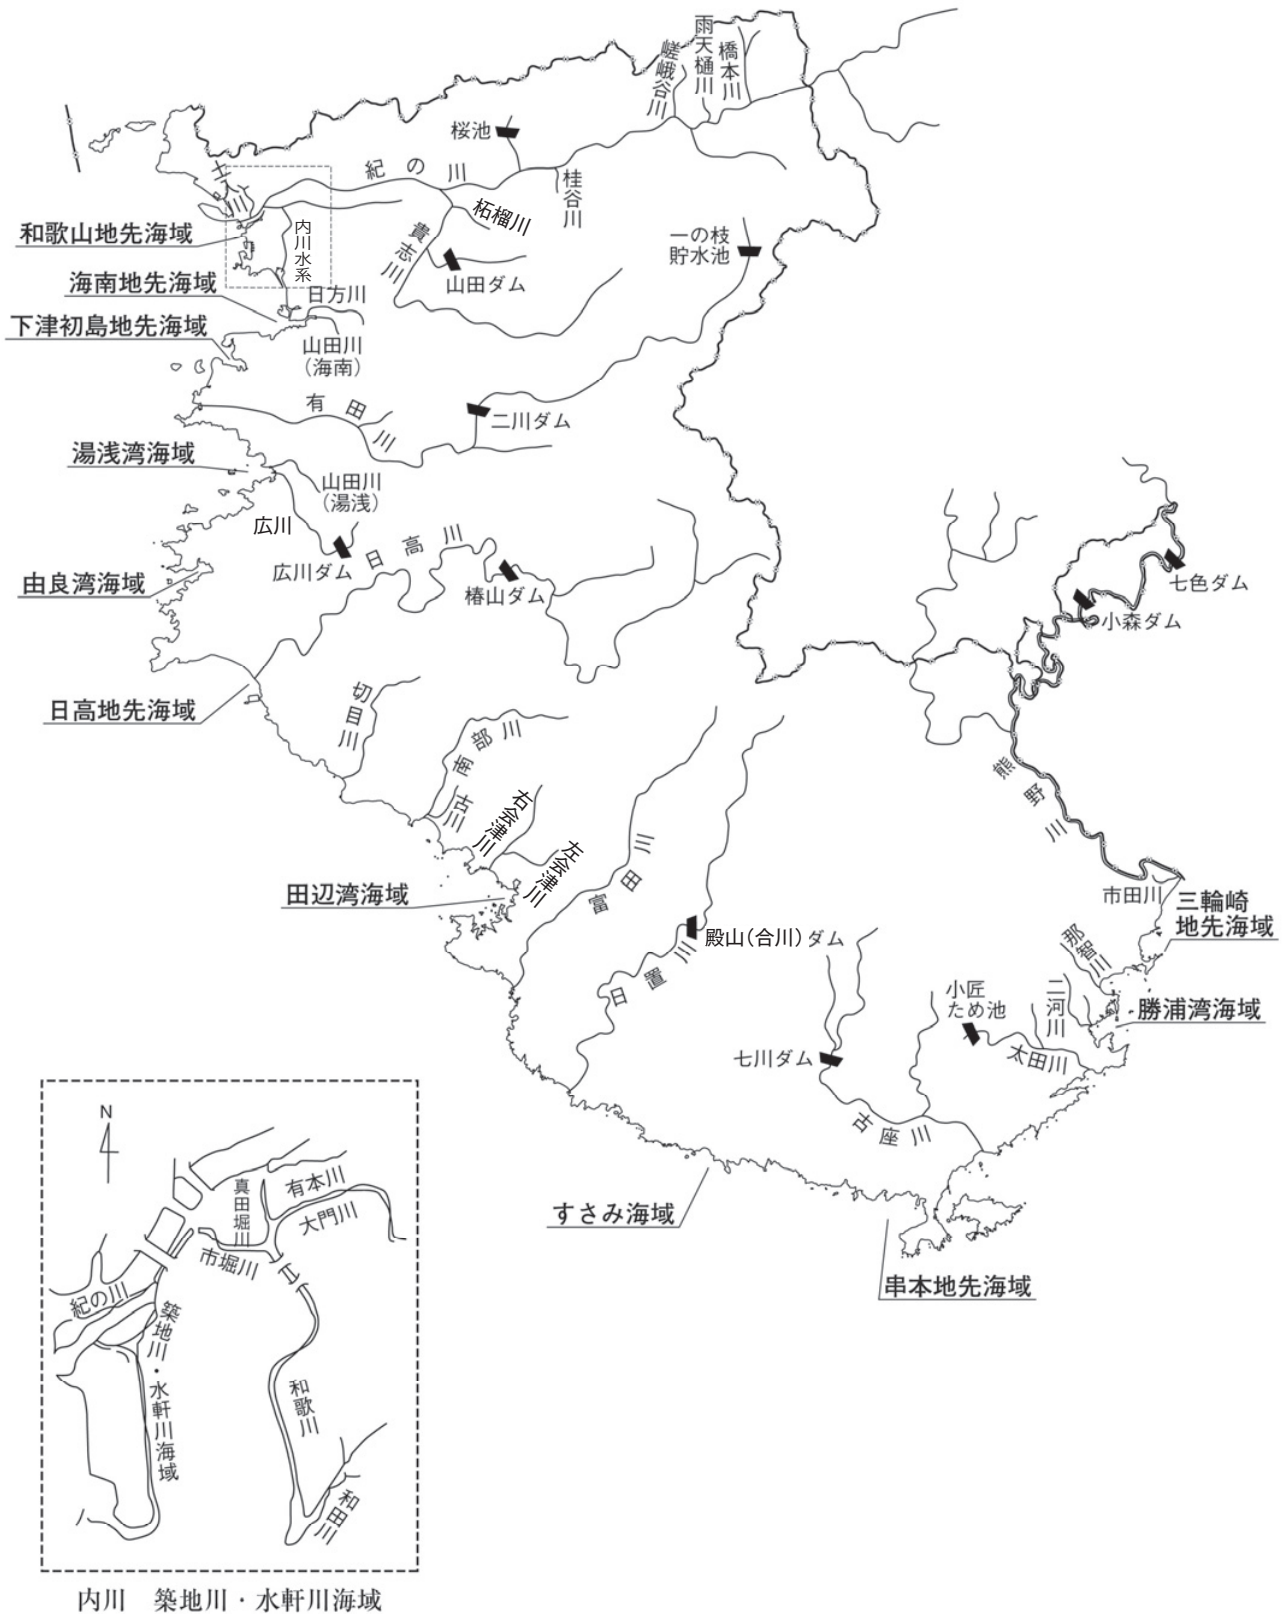 雨天樋川
嵯峨谷川
橋本川
桜池
紀の川
桂谷川
土入川
柘榴川
和歌山地先海域
内川水系
貴志川
一の枝
貯水池
海南地先海域
山田ダム
日方川
下津初島地先海域
山田川
（海南）
有田川
二川ダム
湯浅湾海域
山田川
（湯浅）
広川
日高川
広川ダム
由良湾海域
椿山ダム
七色ダム
小森ダム
日高地先海域
切目川
南部川
古川
右会津川
左会津川
熊野川
田辺湾海域
富田川
市田川
三輪崎
地先海域
殿山（合川）ダム
那智川
日置川
小匠
ため池
二河川
勝浦湾海域
七川ダム
太田川
古座川
すさみ海域
串本地先海域
N
真田堀川
有本川
大門川
市堀川
紀の川
築地川・水軒川海域
和歌川
和田川
内川　築地川・水軒川海域